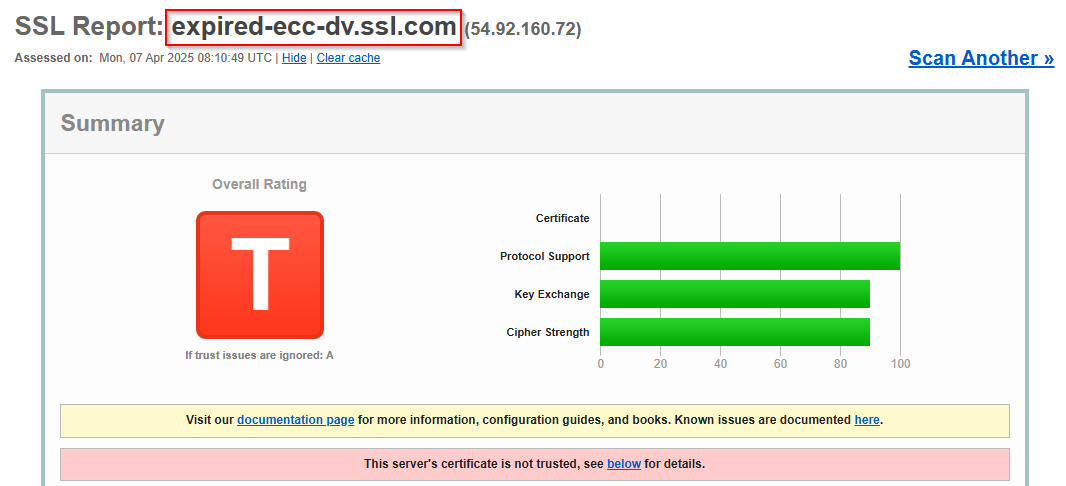 SSL Report: expired-ecc-dv.ssl.com (54.92.160.72)
Assessed on: Mon, 07 Apr 2025 08:10:49 UTC | Hide | Clear cache
Scan Another »
Summary
Overall Rating
T
If trust issues are ignored: A
Certificate
Protocol Support
Key Exchange
Cipher Strength
0 20 40 60 80 100
Visit our documentation page for more information, configuration guides, and books. Known issues are documented here.
This server's certificate is not trusted, see below for details.